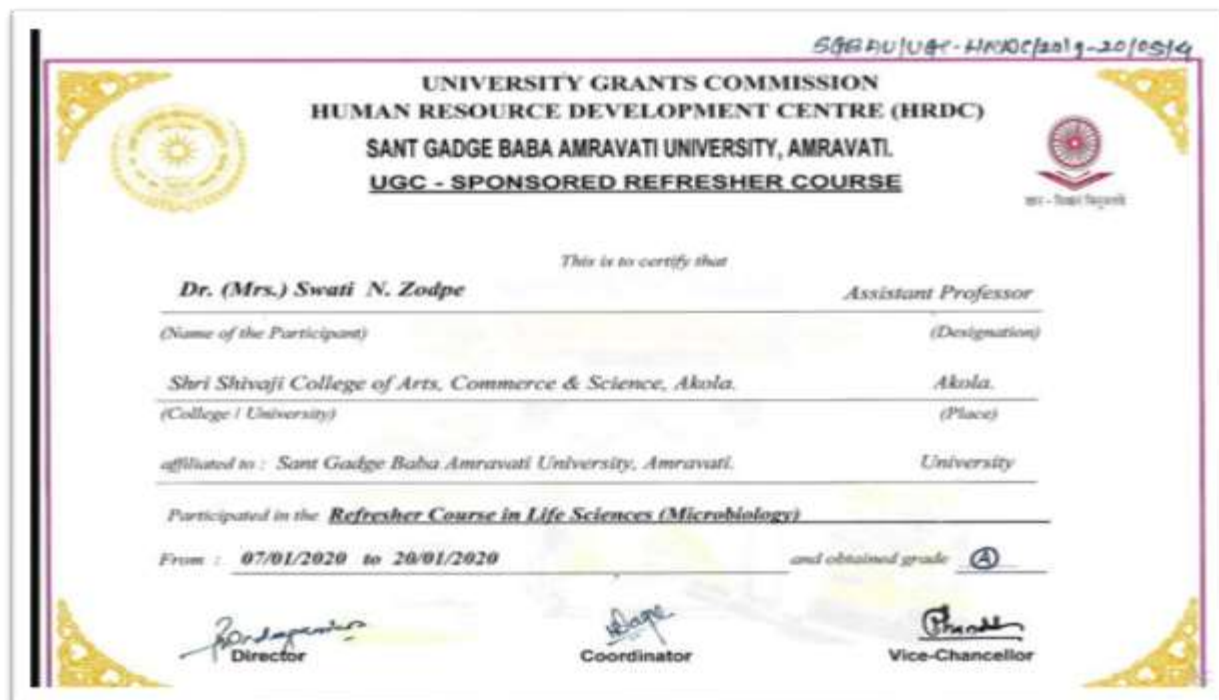 SGBAU/UGC-HRDC/2019-20/05/4
UNIVERSITY GRANTS COMMISSION
HUMAN RESOURCE DEVELOPMENT CENTRE (HRDC)
SANT GADGE BABA AMRAVATI UNIVERSITY, AMRAVATI.
UGC - SPONSORED REFRESHER COURSE
This is to certify that
Dr. (Mrs.) Swati N. Zodpe Assistant Professor
(Name of the Participant) (Designation)
Shri Shivaji College of Arts, Commerce & Science, Akola. Akola.
(College / University) (Place)
affiliated to : Sant Gadge Baba Amravati University, Amravati. University
Participated in the Refresher Course in Life Sciences (Microbiology)
From : 07/01/2020 to 20/01/2020 and obtained grade A
Director Coordinator Vice-Chancellor